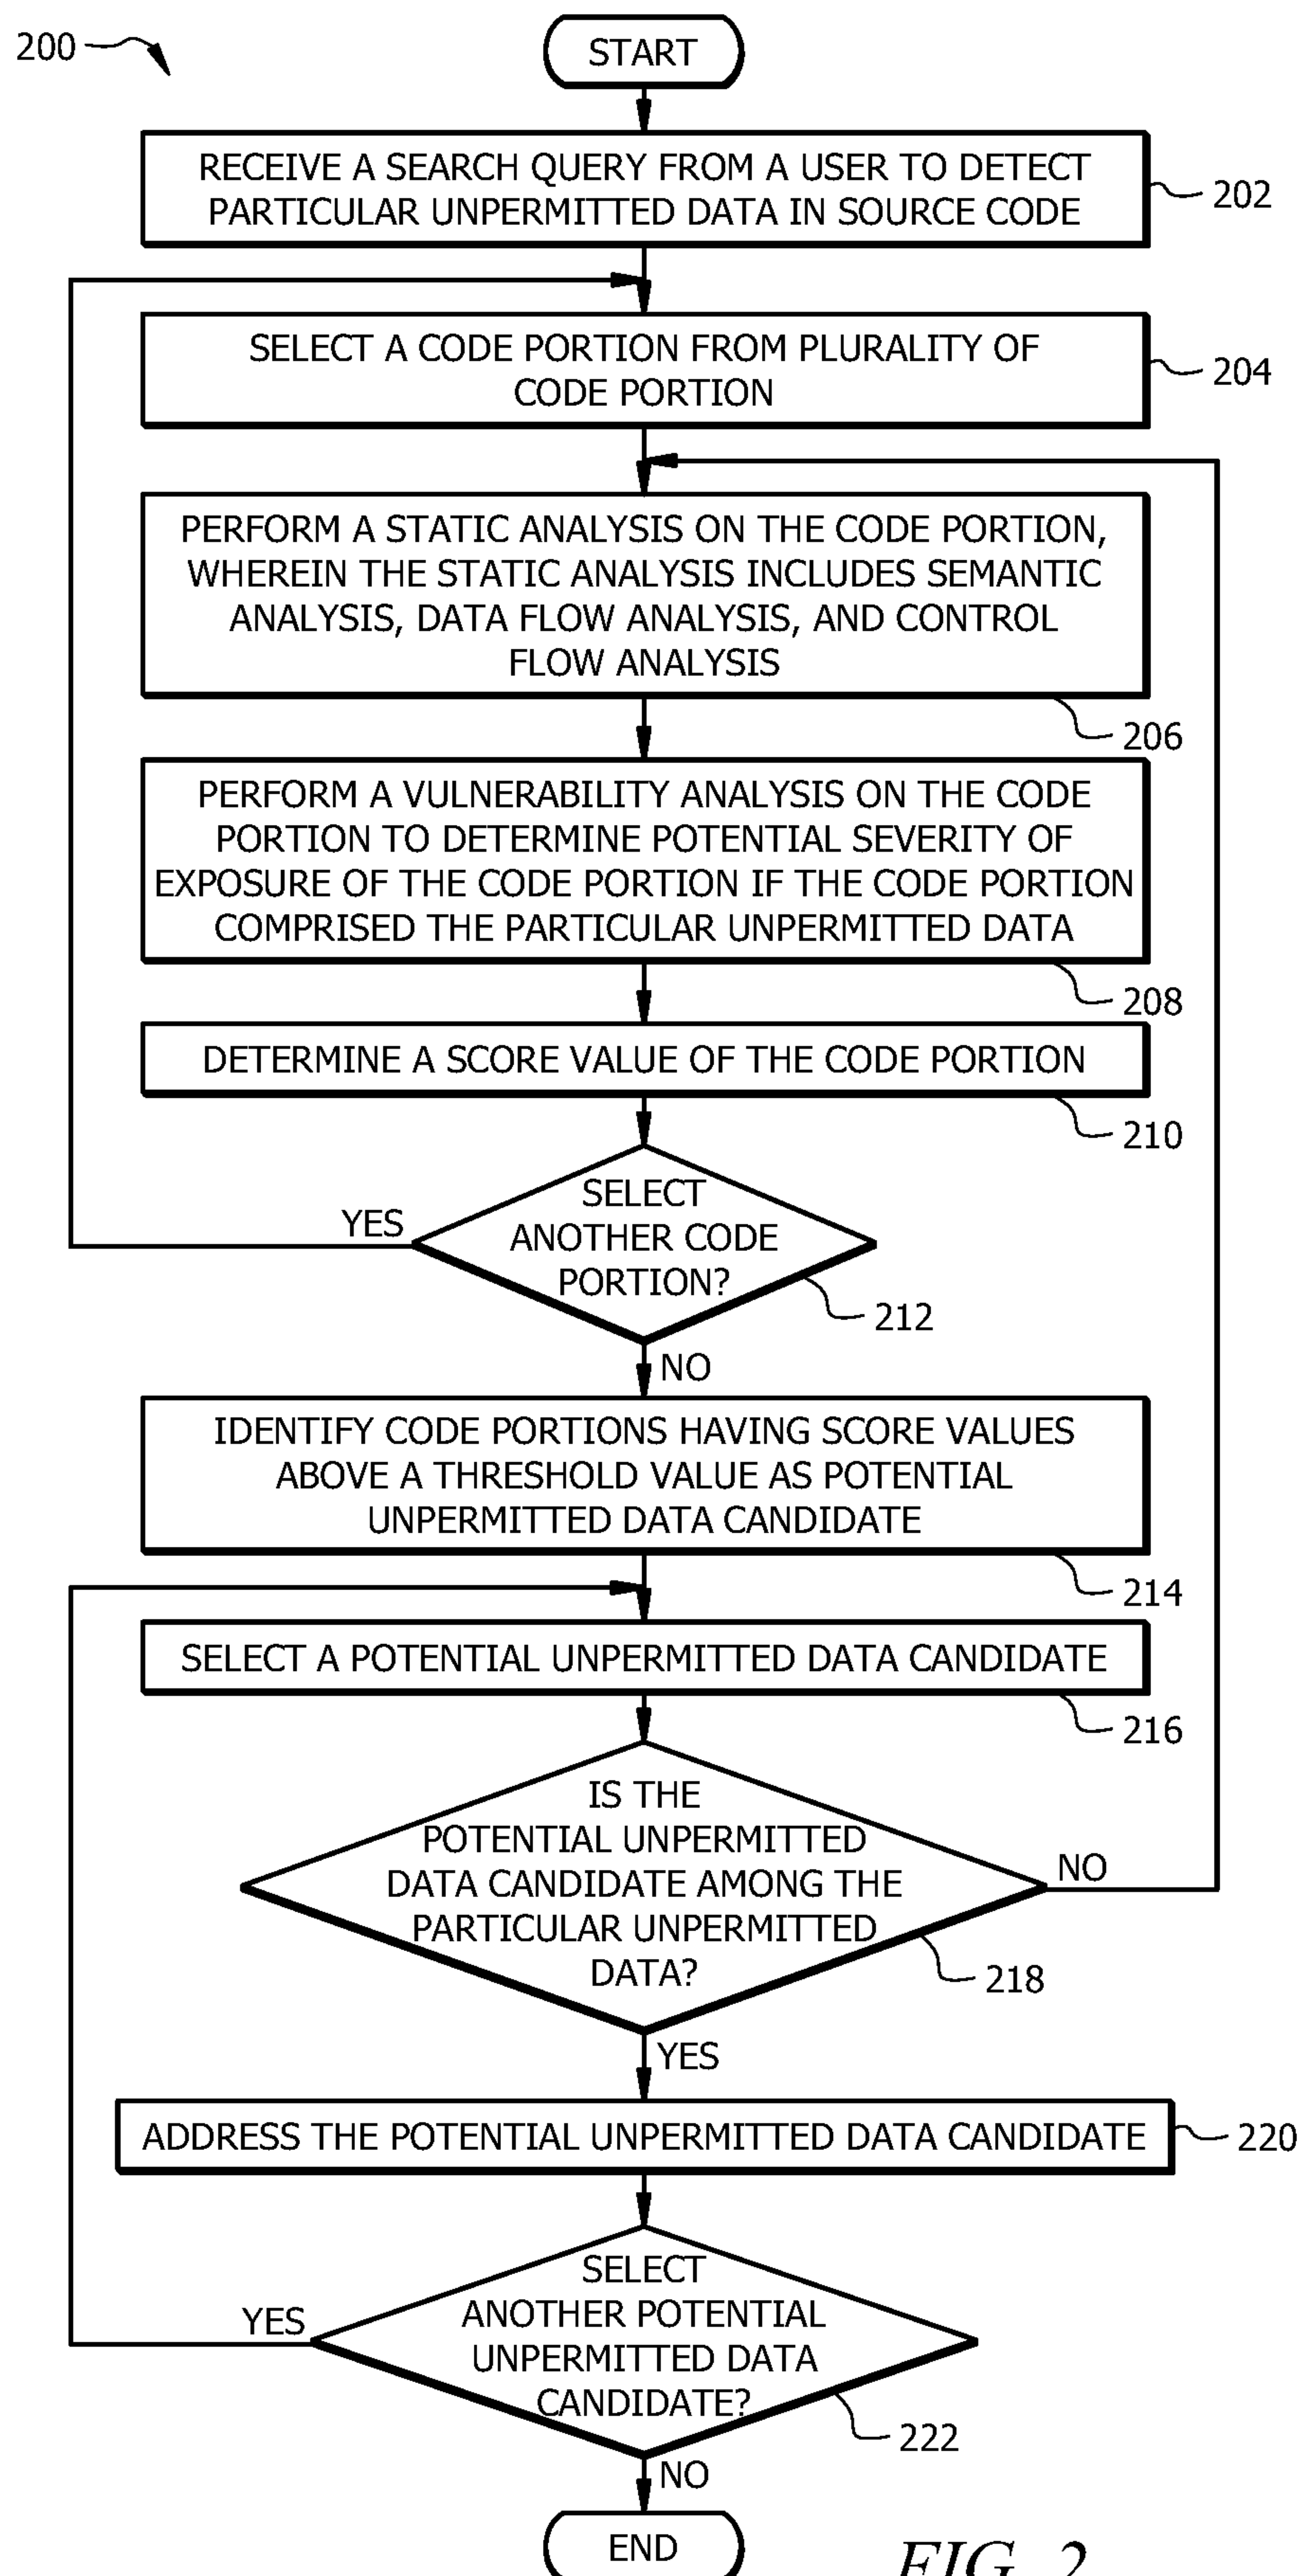 200
START
RECEIVE A SEARCH QUERY FROM A USER TO DETECT
PARTICULAR UNPERMITTED DATA IN SOURCE CODE
202
SELECT A CODE PORTION FROM PLURALITY OF
CODE PORTION
204
PERFORM A STATIC ANALYSIS ON THE CODE PORTION,
WHEREIN THE STATIC ANALYSIS INCLUDES SEMANTIC
ANALYSIS, DATA FLOW ANALYSIS, AND CONTROL
FLOW ANALYSIS
206
PERFORM A VULNERABILITY ANALYSIS ON THE CODE
PORTION TO DETERMINE POTENTIAL SEVERITY OF
EXPOSURE OF THE CODE PORTION IF THE CODE PORTION
COMPRISED THE PARTICULAR UNPERMITTED DATA
208
DETERMINE A SCORE VALUE OF THE CODE PORTION
210
YES
SELECT
ANOTHER CODE
PORTION?
212
NO
IDENTIFY CODE PORTIONS HAVING SCORE VALUES
ABOVE A THRESHOLD VALUE AS POTENTIAL
UNPERMITTED DATA CANDIDATE
214
SELECT A POTENTIAL UNPERMITTED DATA CANDIDATE
216
IS THE
POTENTIAL UNPERMITTED
DATA CANDIDATE AMONG THE
PARTICULAR UNPERMITTED
DATA?
NO
218
YES
ADDRESS THE POTENTIAL UNPERMITTED DATA CANDIDATE
220
YES
SELECT
ANOTHER POTENTIAL
UNPERMITTED DATA
CANDIDATE?
222
NO
END
FIG. 2